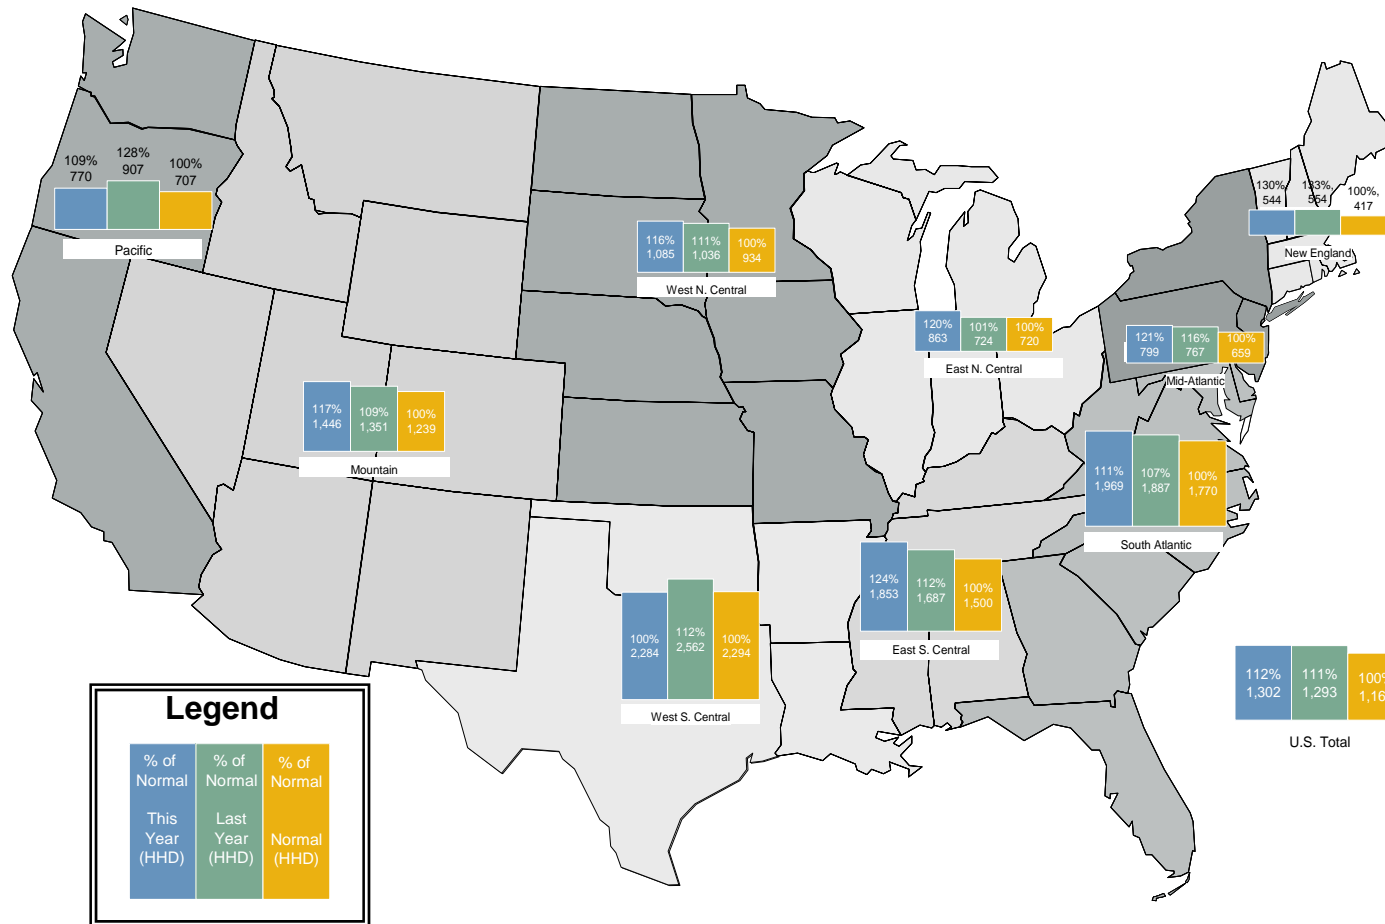 109%
770
128%
907
100%
707
Pacific
116%
1,085
111%
1,036
100%
934
West N. Central
120%
863
101%
724
100%
720
East N. Central
130%,
544
133%,
554
100%,
417
New England
121%
799
116%
767
100%
659
Mid-Atlantic
117%
1,446
109%
1,351
100%
1,239
Mountain
111%
1,969
107%
1,887
100%
1,770
South Atlantic
100%
2,284
112%
2,562
100%
2,294
West S. Central
124%
1,853
112%
1,687
100%
1,500
East S. Central
112%
1,302
111%
1,293
100%
1,16
U.S. Total
Legend
% of
Normal
This
Year
(HHD)
% of
Normal
Last
Year
(HHD)
% of
Normal
Normal
(HHD)